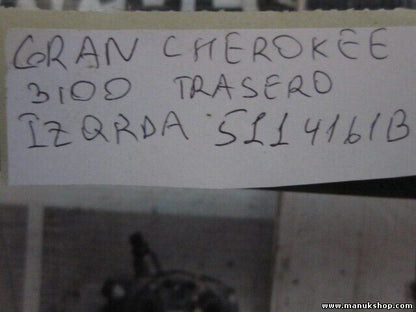 GRAN CHEROKEE
3100 TRASERO
IZQRDA 5114161B
www.manukshop.com